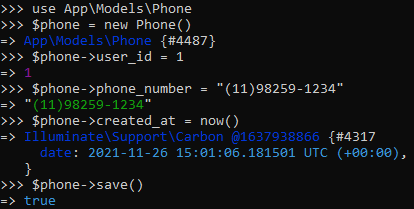 >>> use App\Models\Phone
>>> $phone = new Phone()
=> App\Models\Phone {#4487}
>>> $phone->user_id = 1
=> 1
>>> $phone->phone_number = "(11)98259-1234"
=> "(11)98259-1234"
>>> $phone->created_at = now()
=> Illuminate\Support\Carbon @1637938866 {#4317
     date: 2021-11-26 15:01:06.181501 UTC (+00:00),
   }
>>> $phone->save()
=> true